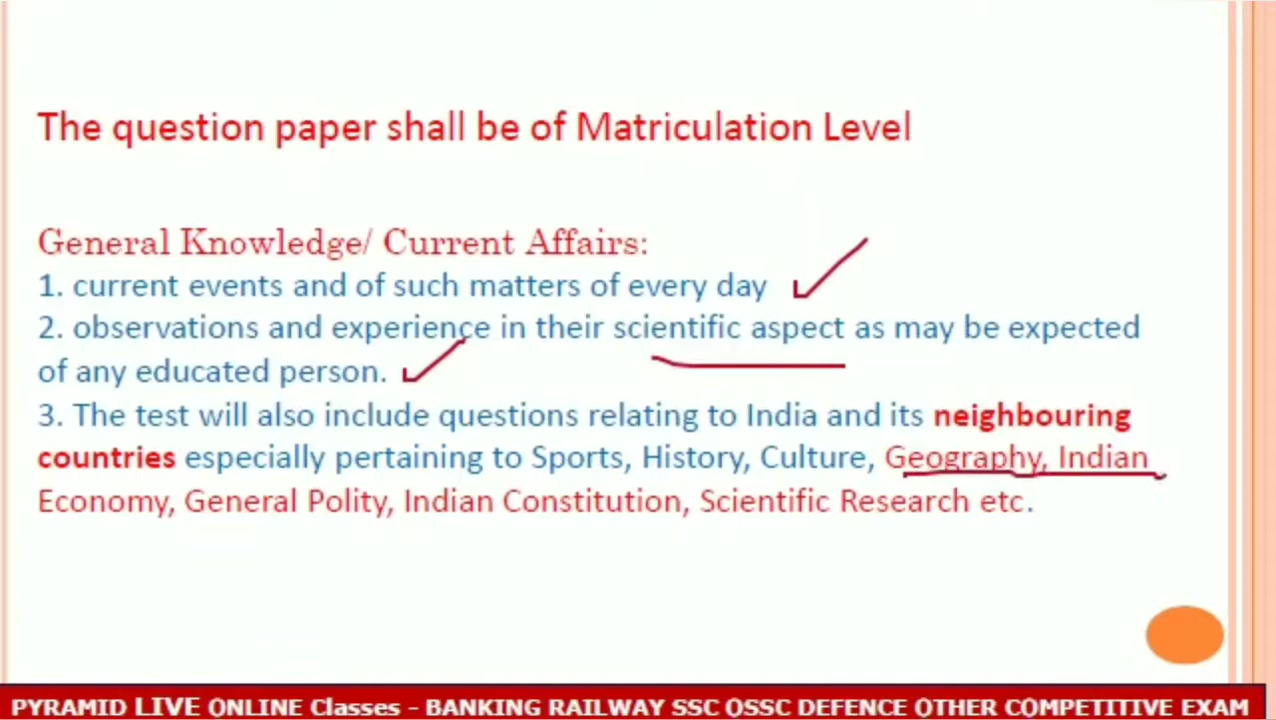 The question paper shall be of Matriculation Level
General Knowledge/ Current Affairs:
1. current events and of such matters of every day
2. observations and experience in their scientific aspect as may be expected
of any educated person.
3. The test will also include questions relating to India and its neighbouring
countries especially pertaining to Sports, History, Culture, Geography, Indian
Economy, General Polity, Indian Constitution, Scientific Research etc.
PYRAMID LIVE ONLINE Classes - BANKING RAILWAY SSC OSSC DEFENCE OTHER COMPETITIVE EXAM